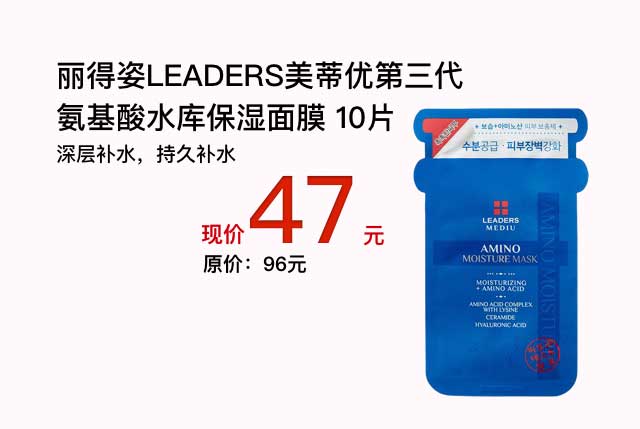 丽得姿LEADERS美蒂优第三代
氨基酸水库保湿面膜 10片
深层补水，持久补水
现价47元
原价：96元
+ 보습+아미노산 피부 보충제 +
수분공급·피부장벽강화
LEADERS
MEDIU
AMINO
MOISTURE MASK
MOISTURIZING
+ AMINO ACID
AMINO ACID COMPLEX
WITH LYSINE
CERAMIDE
HYALURONIC ACID
AMINO MOISTURE